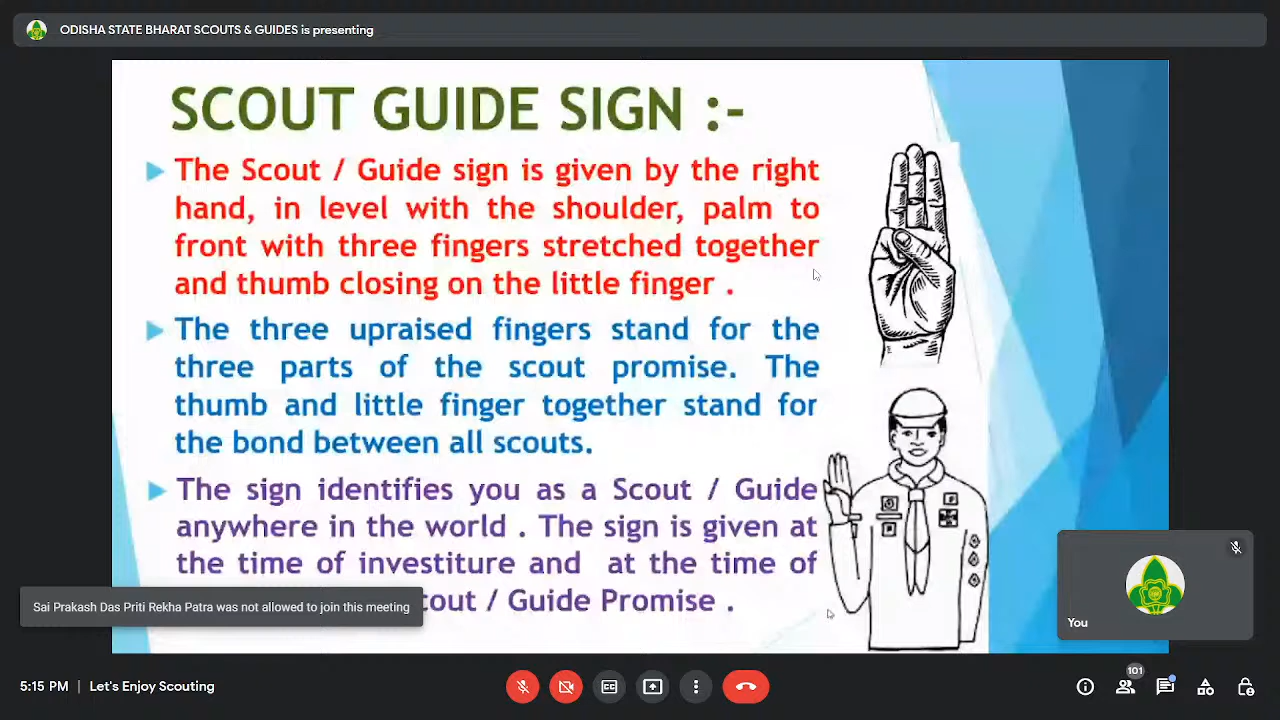 ODISHA STATE BHARAT SCOUTS & GUIDES is presenting
SCOUT GUIDE SIGN :-
The Scout / Guide sign is given by the right
hand, in level with the shoulder, palm to
front with three fingers stretched together
and thumb closing on the little finger .
The three upraised fingers stand for the
three parts of the scout promise. The
thumb and little finger together stand for
the bond between all scouts.
The sign identifies you as a Scout / Guide
anywhere in the world . The sign is given at
the time of investiture and at the time of
cout / Guide Promise .
Sai Prakash Das Priti Rekha Patra was not allowed to join this meeting
You
5:15 PM | Let's Enjoy Scouting
101